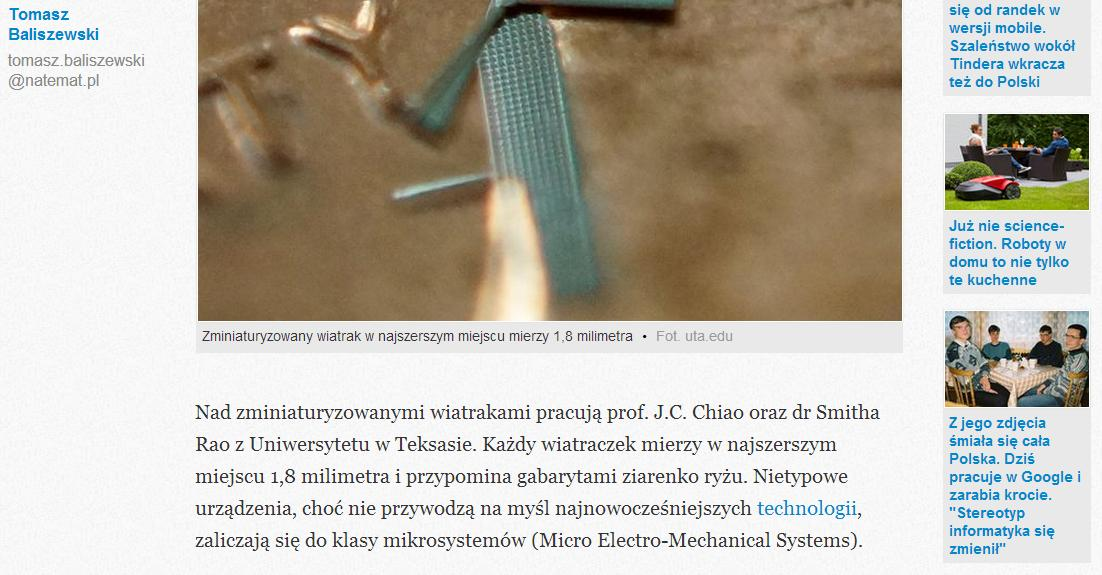 Tomasz
Baliszewski
tomasz.baliszewski
@natemat.pl
Zminiaturyzowany wiatrak w najszerszym miejscu mierzy 1,8 milimetra • Fot. uta.edu
Nad zminiaturyzowanymi wiatrakami pracują prof. J.C. Chiao oraz dr Smitha
Rao z Uniwersytetu w Teksasie. Każdy wiatraczek mierzy w najszerszym
miejscu 1,8 milimetra i przypomina gabarytami ziarenko ryżu. Nietypowe
urządzenia, choć nie przywodzą na myśl najnowocześniejszych technologii,
zaliczają się do klasy mikrosystemów (Micro Electro-Mechanical Systems).
się od randek w
wersji mobile.
Szaleństwo wokół
Tindera wkracza
też do Polski
Już nie science-
fiction. Roboty w
domu to nie tylko
te kuchenne
Z jego zdjęcia
śmiała się cała
Polska. Dziś
pracuje w Google i
zarabia krocie.
"Stereotyp
informatyka się
zmienił"